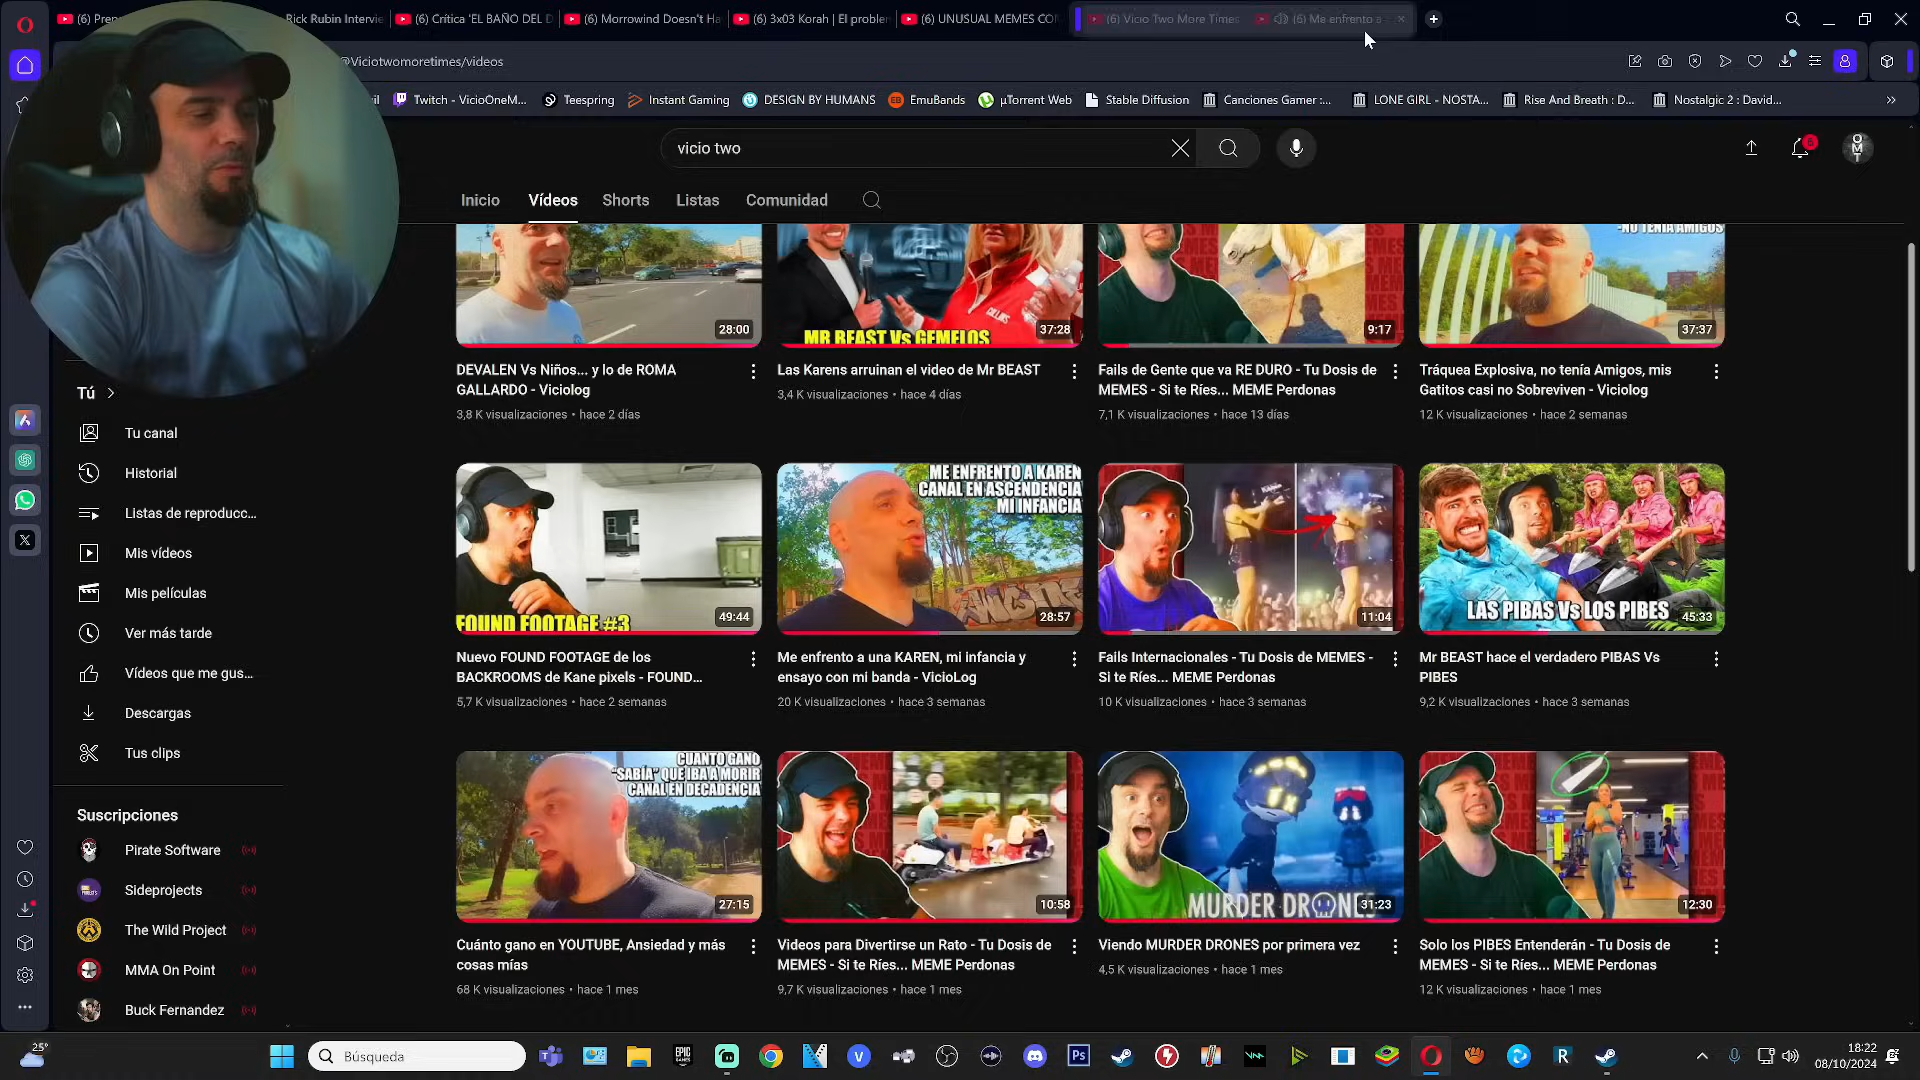 (6) Prep
Rick Rubin Intervie
(6) Crítica 'EL BAÑO DEL D
(6) Morrowind Doesn't Ha
(6) 3x03 Korah | El problem
(6) UNUSUAL MEMES COM
(6) Vicio Two More Times
(6) Me enfrento a
@Viciotwomoretimes/videos
Twitch - VicioOneM...
Teespring
Instant Gaming
DESIGN BY HUMANS
EmuBands
µTorrent Web
Stable Diffusion
Canciones Gamer :...
LONE GIRL - NOSTA...
Rise And Breath : D...
Nostalgic 2 : David...
vicio two
Inicio
Vídeos
Shorts
Listas
Comunidad
28:00
MR BEAST Vs GEMELOS
37:28
9:17
-NO TENÍA AMIGOS
37:37
DEVALEN Vs Niños... y lo de ROMA
GALLARDO - Viciolog
3,8 K visualizaciones • hace 2 días
Las Karens arruinan el video de Mr BEAST
3,4 K visualizaciones • hace 4 días
Fails de Gente que va RE DURO - Tu Dosis de
MEMES - Si te Ríes... MEME Perdonas
7,1 K visualizaciones • hace 13 días
Tráquea Explosiva, no tenía Amigos, mis
Gatitos casi no Sobreviven - Viciolog
12 K visualizaciones • hace 2 semanas
Tú
Tu canal
Historial
Listas de reproducc...
Mis vídeos
Mis películas
Ver más tarde
Vídeos que me gus...
Descargas
Tus clips
FOUND FOOTAGE #3
49:44
ME ENFRENTO A KAREN
CANAL EN ASCENDENCIA
MI INFANCIA
28:57
11:04
LAS PIBAS Vs LOS PIBES
45:33
Nuevo FOUND FOOTAGE de los
BACKROOMS de Kane pixels - FOUND...
5,7 K visualizaciones • hace 2 semanas
Me enfrento a una KAREN, mi infancia y
ensayo con mi banda - VicioLog
20 K visualizaciones • hace 3 semanas
Fails Internacionales - Tu Dosis de MEMES -
Si te Ríes... MEME Perdonas
10 K visualizaciones • hace 3 semanas
Mr BEAST hace el verdadero PIBAS Vs
PIBES
9,2 K visualizaciones • hace 3 semanas
CUANTO GANO
"SABÍA" QUE IBA A MORIR
CANAL EN DECADENCIA
27:15
10:58
MURDER DRONES
31:23
12:30
Cuánto gano en YOUTUBE, Ansiedad y más
cosas mías
68 K visualizaciones • hace 1 mes
Videos para Divertirse un Rato - Tu Dosis de
MEMES - Si te Ríes... MEME Perdonas
9,7 K visualizaciones • hace 1 mes
Viendo MURDER DRONES por primera vez
4,5 K visualizaciones • hace 1 mes
Solo los PIBES Entenderán - Tu Dosis de
MEMES - Si te Ríes... MEME Perdonas
12 K visualizaciones • hace 1 mes
Suscripciones
Pirate Software
Sideprojects
The Wild Project
MMA On Point
Buck Fernandez
25°
Búsqueda
18:22
08/10/2024